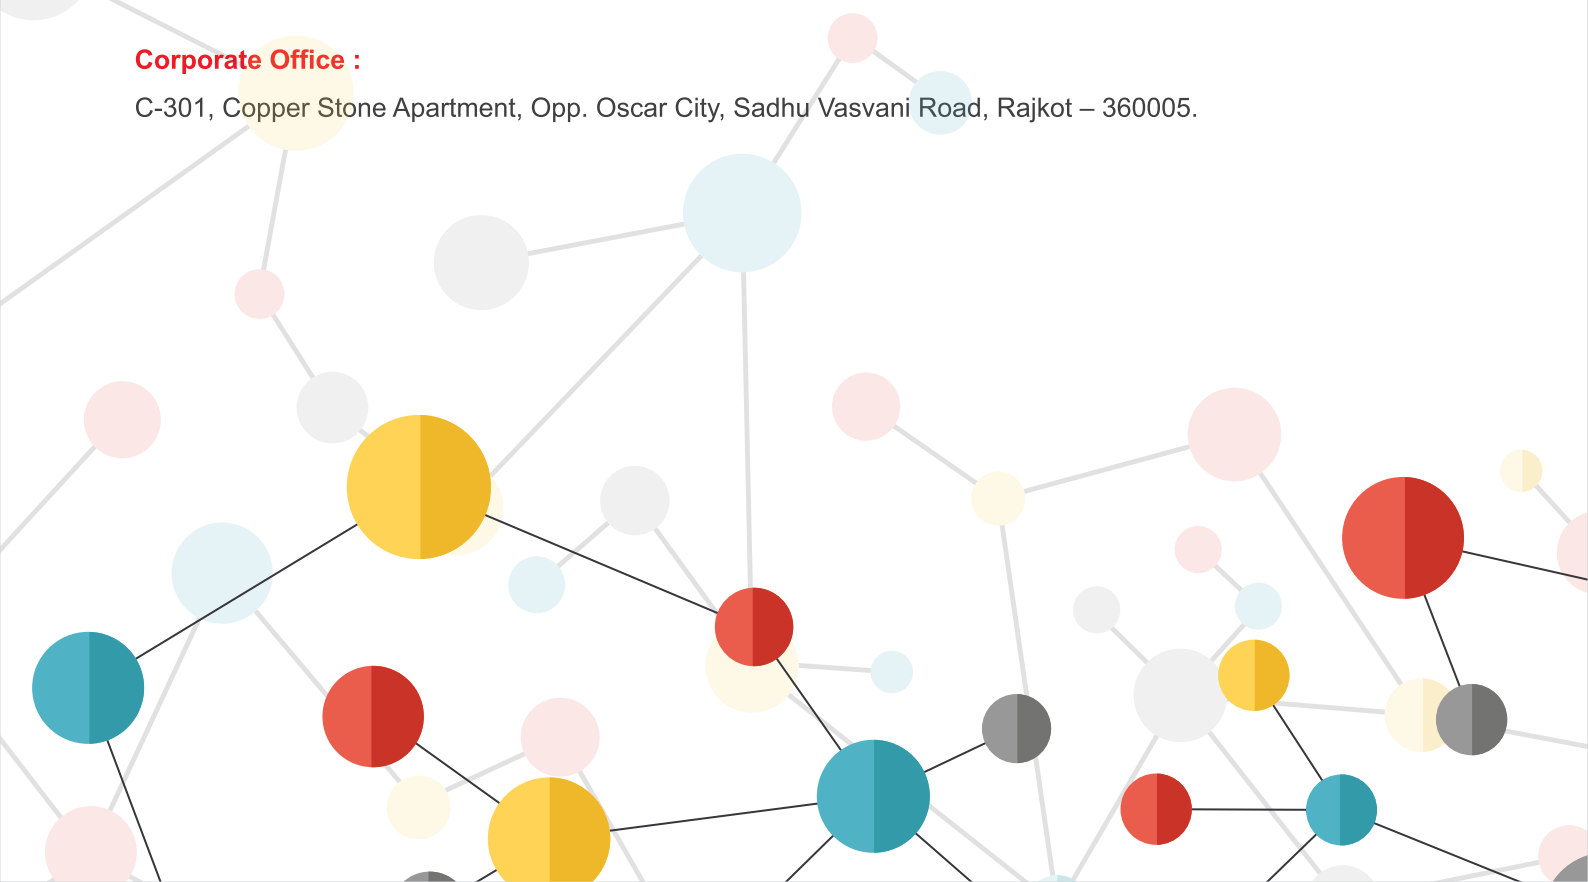 Corporate Office :
C-301, Copper Stone Apartment, Opp. Oscar City, Sadhu Vasvani Road, Rajkot – 360005.